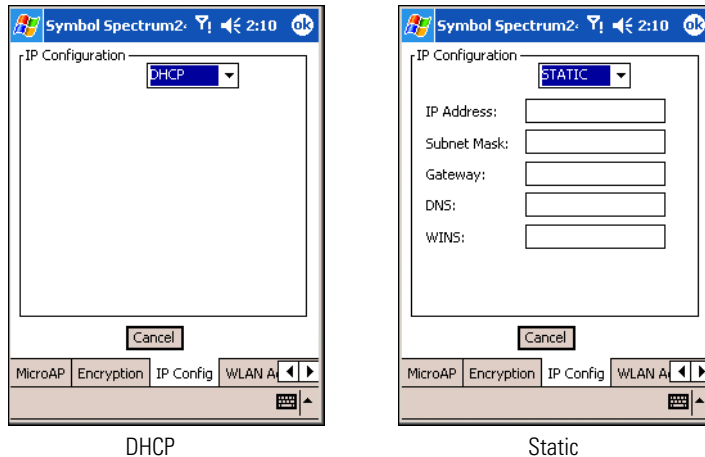 Symbol Spectrum2 2:10 ok
IP Configuration
DHCP
Cancel
MicroAP Encryption IP Config WLAN A
DHCP
Symbol Spectrum2 2:10 ok
IP Configuration
STATIC
IP Address:
Subnet Mask:
Gateway:
DNS:
WINS:
Cancel
MicroAP Encryption IP Config WLAN A
Static